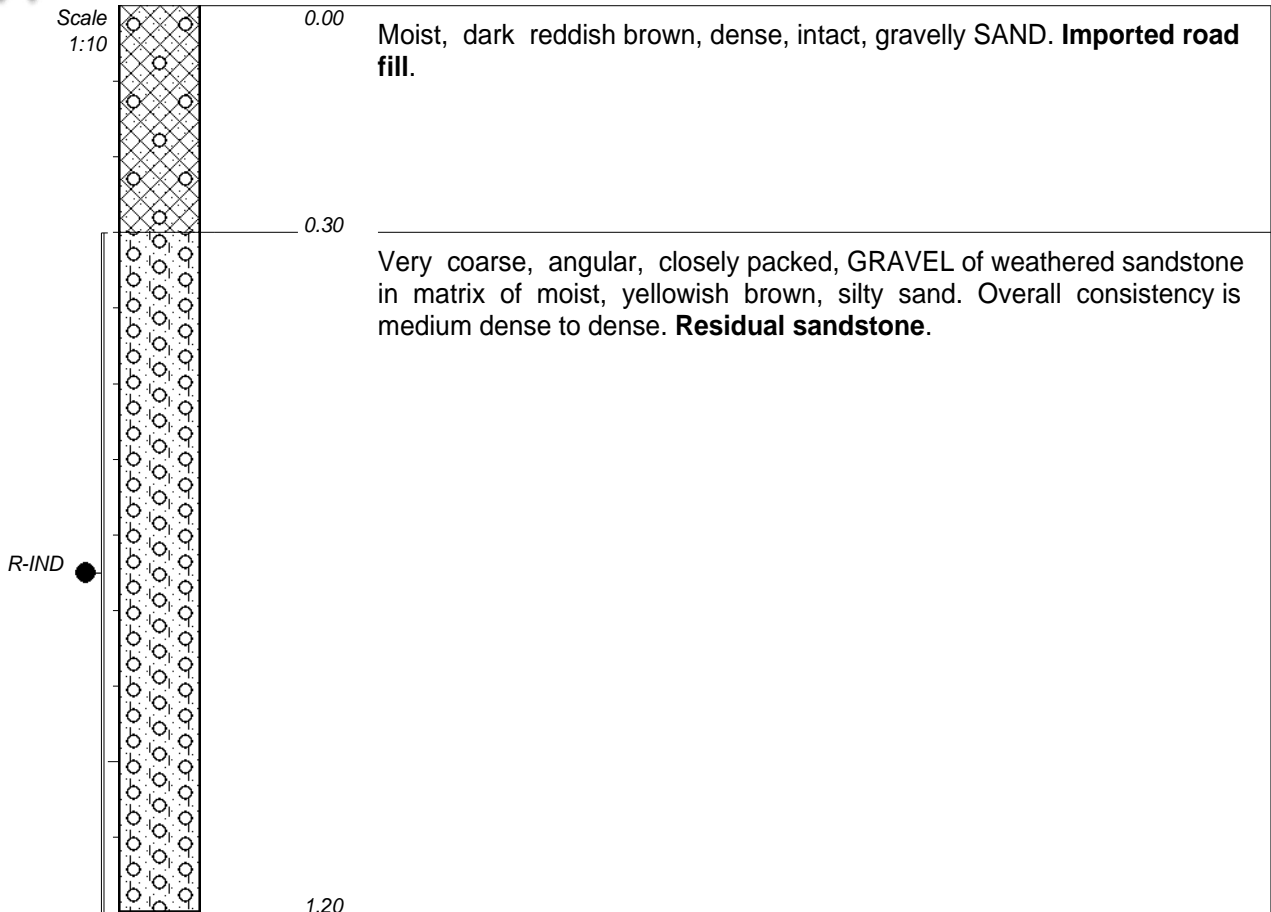 Scale
1:10
0.00
Moist, dark reddish brown, dense, intact, gravelly SAND. Imported road
fill.
0.30
Very coarse, angular, closely packed, GRAVEL of weathered sandstone
in matrix of moist, yellowish brown, silty sand. Overall consistency is
medium dense to dense. Residual sandstone.
R-IND
1.20